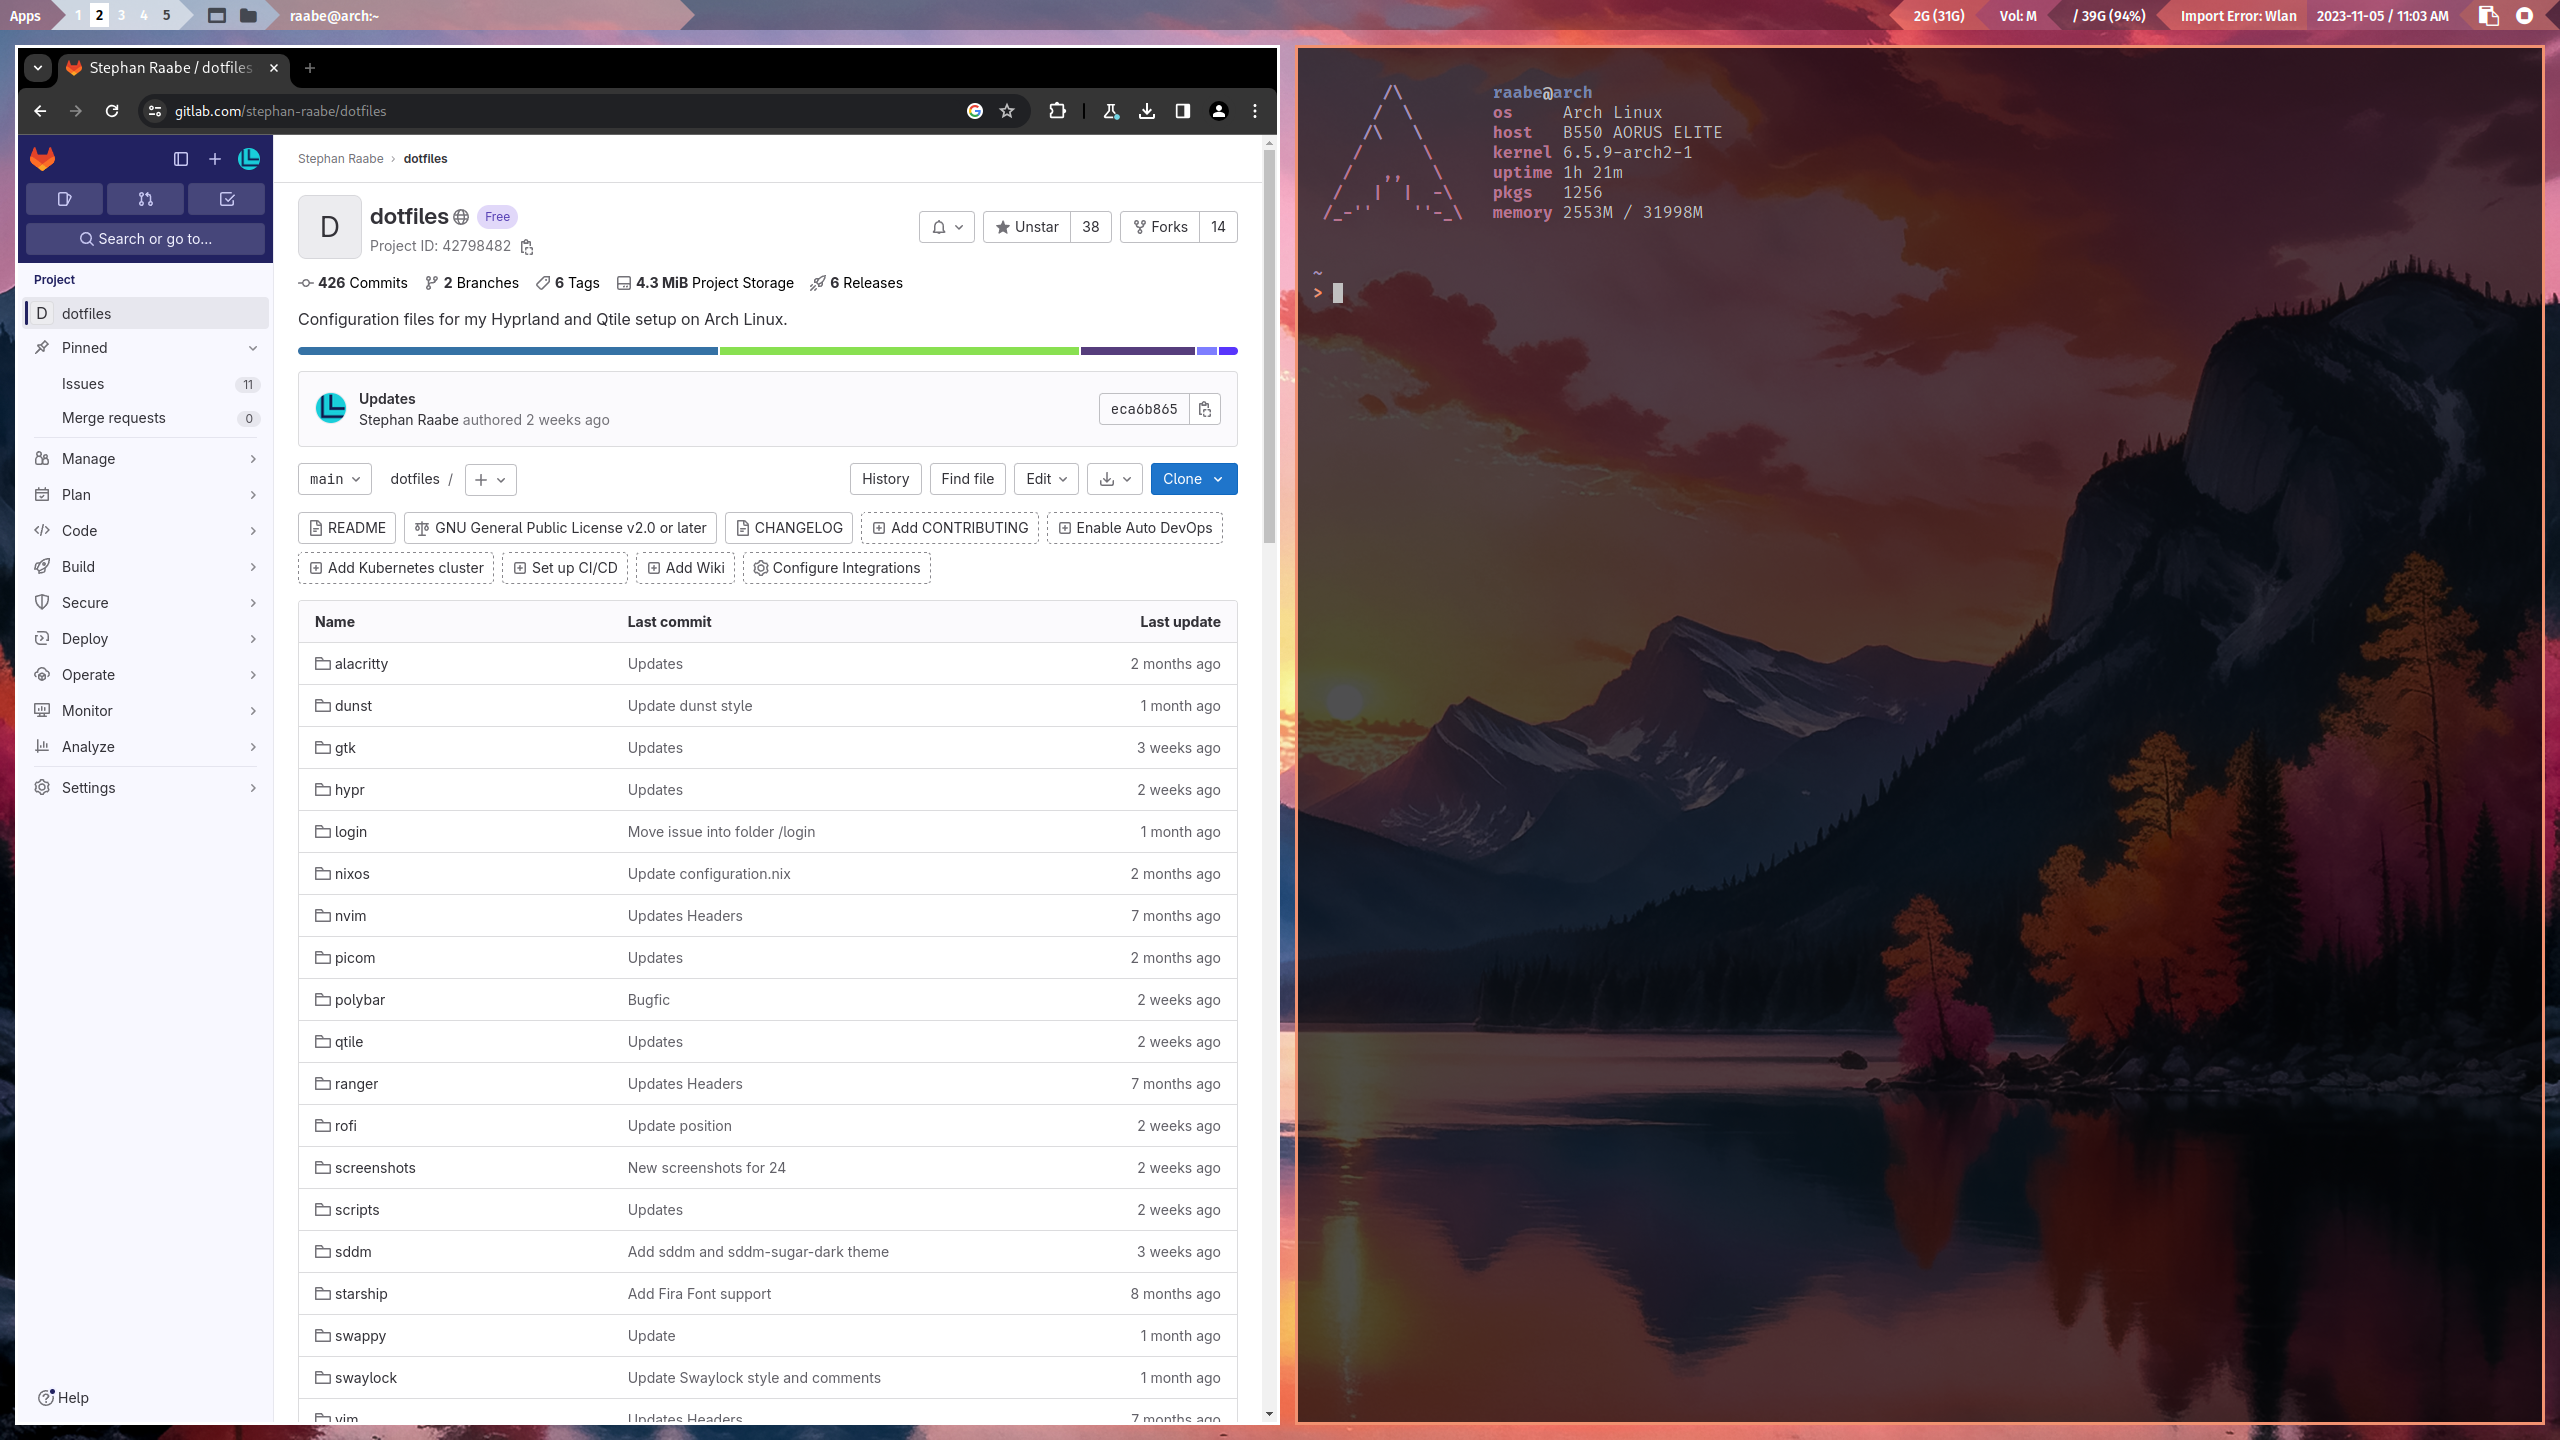 Apps 1 2 3 4 5 raabe@arch:~ 2G (31G) Vol: M / 39G (94%) Import Error: Wlan 2023-11-05 / 11:03 AM
Stephan Raabe / dotfiles
gitlab.com/stephan-raabe/dotfiles
Search or go to...
Project
D dotfiles
Pinned
Issues 11
Merge requests 0
Manage
Plan
Code
Build
Secure
Deploy
Operate
Monitor
Analyze
Settings
Help
Stephan Raabe › dotfiles
D
dotfiles Free
Project ID: 42798482
Unstar 38 Forks 14
426 Commits 2 Branches 6 Tags 4.3 MiB Project Storage 6 Releases
Configuration files for my Hyprland and Qtile setup on Arch Linux.
Updates
Stephan Raabe authored 2 weeks ago
eca6b865
main dotfiles / + History Find file Edit Clone
README GNU General Public License v2.0 or later CHANGELOG Add CONTRIBUTING Enable Auto DevOps
Add Kubernetes cluster Set up CI/CD Add Wiki Configure Integrations
Name Last commit Last update
alacritty Updates 2 months ago
dunst Update dunst style 1 month ago
gtk Updates 3 weeks ago
hypr Updates 2 weeks ago
login Move issue into folder /login 1 month ago
nixos Update configuration.nix 2 months ago
nvim Updates Headers 7 months ago
picom Updates 2 months ago
polybar Bugfic 2 weeks ago
qtile Updates 2 weeks ago
ranger Updates Headers 7 months ago
rofi Update position 2 weeks ago
screenshots New screenshots for 24 2 weeks ago
scripts Updates 2 weeks ago
sddm Add sddm and sddm-sugar-dark theme 3 weeks ago
starship Add Fira Font support 8 months ago
swappy Update 1 month ago
swaylock Update Swaylock style and comments 1 month ago
vim Updates Headers 7 months ago
raabe@arch
os Arch Linux
host B550 AORUS ELITE
kernel 6.5.9-arch2-1
uptime 1h 21m
pkgs 1256
memory 2553M / 31998M
~
>